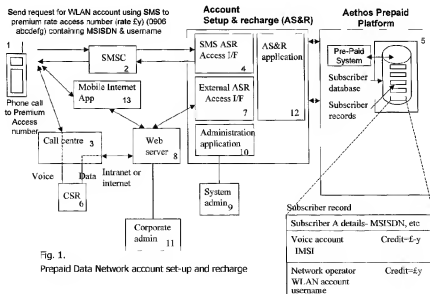 Send request for WLAN account using SMS to
premium rate access number (rate £y) (0906
abcdefg) containing MSISDN & username
Account
Setup & recharge (AS&R)
Aethos Prepaid
Platform
1
SMSC
2
SMS ASR
Access I/F
4
AS&R
application
12
Pre-Paid
System
5
Subscriber
database
Subscriber
records
Mobile Internet
App
13
External ASR
Access I/F
7
Phone call
to Premium
Access
number
Call centre
3
Web
server
8
Administration
application
10
Voice
Data
Intranet or
internet
CSR
6
System
admin
9
Corporate
admin
11
Subscriber record
Subscriber A details- MSISDN, etc
Voice account Credit=£-y
IMSI
Network operator Credit=£y
WLAN account
username
Fig. 1.
Prepaid Data Network account set-up and recharge